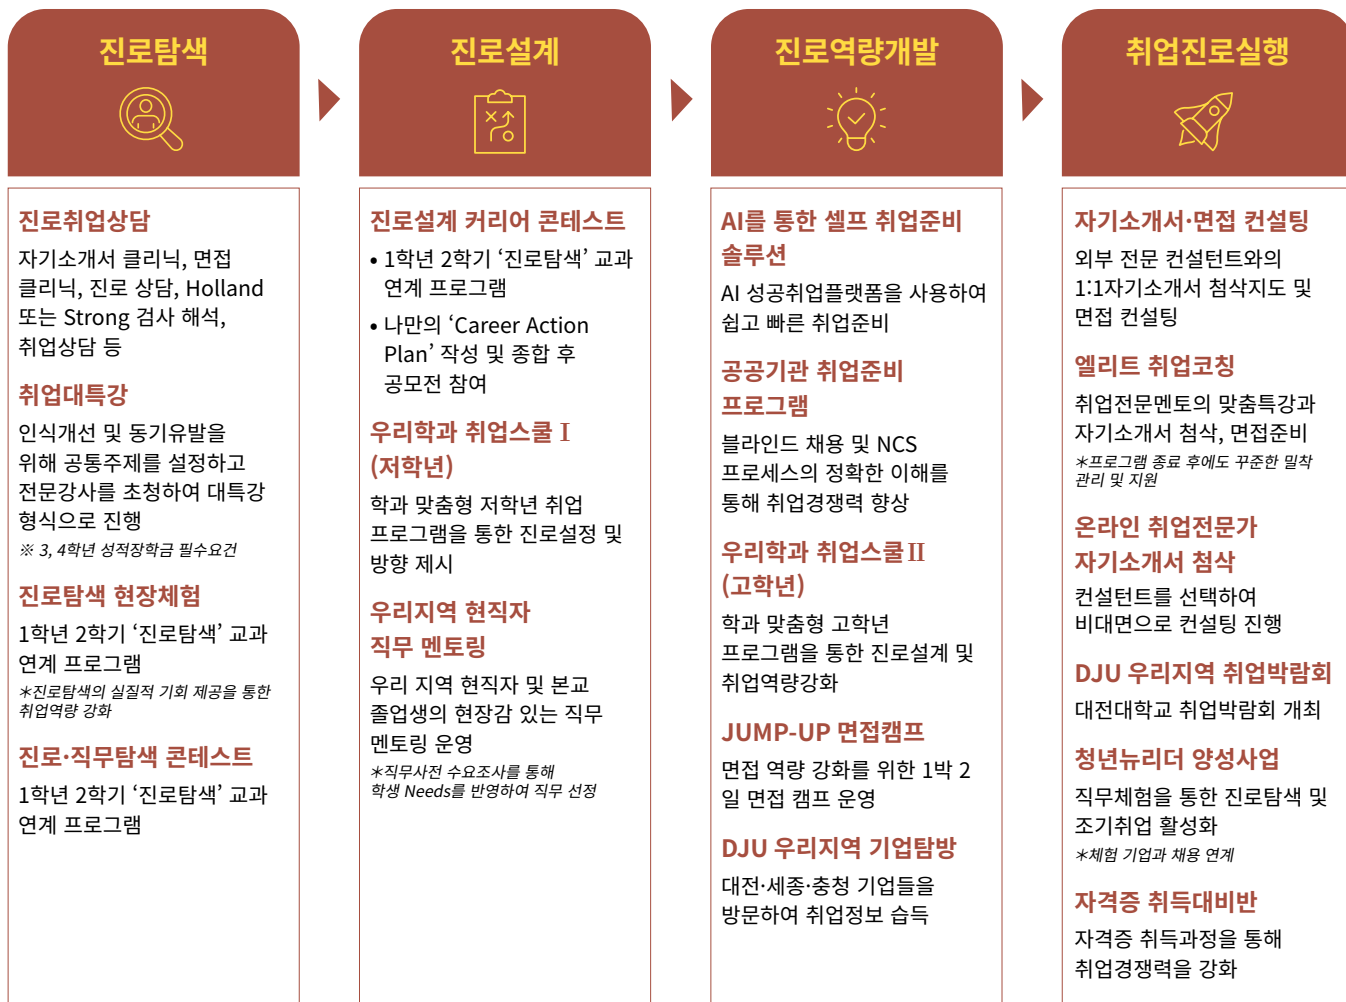 진로탐색
진로취업상담
자기소개서 클리닉, 면접
클리닉, 진로 상담, Holland
또는 Strong 검사 해석,
취업상담 등
취업대특강
인식개선 및 동기유발을
위해 공통주제를 설정하고
전문강사를 초청하여 대특강
형식으로 진행
※ 3, 4학년 성적장학금 필수요건
진로탐색 현장체험
1학년 2학기 ‘진로탐색’ 교과
연계 프로그램
*진로탐색의 실질적 기회 제공을 통한
취업역량 강화
진로·직무탐색 콘테스트
1학년 2학기 ‘진로탐색’ 교과
연계 프로그램
진로설계
진로설계 커리어 콘테스트
• 1학년 2학기 ‘진로탐색’ 교과
연계 프로그램
• 나만의 ‘Career Action
Plan’ 작성 및 종합 후
공모전 참여
우리학과 취업스쿨Ⅰ
(저학년)
학과 맞춤형 저학년 취업
프로그램을 통한 진로설정 및
방향 제시
우리지역 현직자
직무 멘토링
우리 지역 현직자 및 본교
졸업생의 현장감 있는 직무
멘토링 운영
*직무사전 수요조사를 통해
학생 Needs를 반영하여 직무 선정
진로역량개발
AI를 통한 셀프 취업준비
솔루션
AI 성공취업플랫폼을 사용하여
쉽고 빠른 취업준비
공공기관 취업준비
프로그램
블라인드 채용 및 NCS
프로세스의 정확한 이해를
통해 취업경쟁력 향상
우리학과 취업스쿨Ⅱ
(고학년)
학과 맞춤형 고학년
프로그램을 통한 진로설계 및
취업역량강화
JUMP-UP 면접캠프
면접 역량 강화를 위한 1박 2
일 면접 캠프 운영
DJU 우리지역 기업탐방
대전·세종·충청 기업들을
방문하여 취업정보 습득
취업진로실행
자기소개서·면접 컨설팅
외부 전문 컨설턴트와의
1:1자기소개서 첨삭지도 및
면접 컨설팅
엘리트 취업코칭
취업전문멘토의 맞춤특강과
자기소개서 첨삭, 면접준비
*프로그램 종료 후에도 꾸준한 밀착
관리 및 지원
온라인 취업전문가
자기소개서 첨삭
컨설턴트를 선택하여
비대면으로 컨설팅 진행
DJU 우리지역 취업박람회
대전대학교 취업박람회 개최
청년뉴리더 양성사업
직무체험을 통한 진로탐색 및
조기취업 활성화
*체험 기업과 채용 연계
자격증 취득대비반
자격증 취득과정을 통해
취업경쟁력을 강화